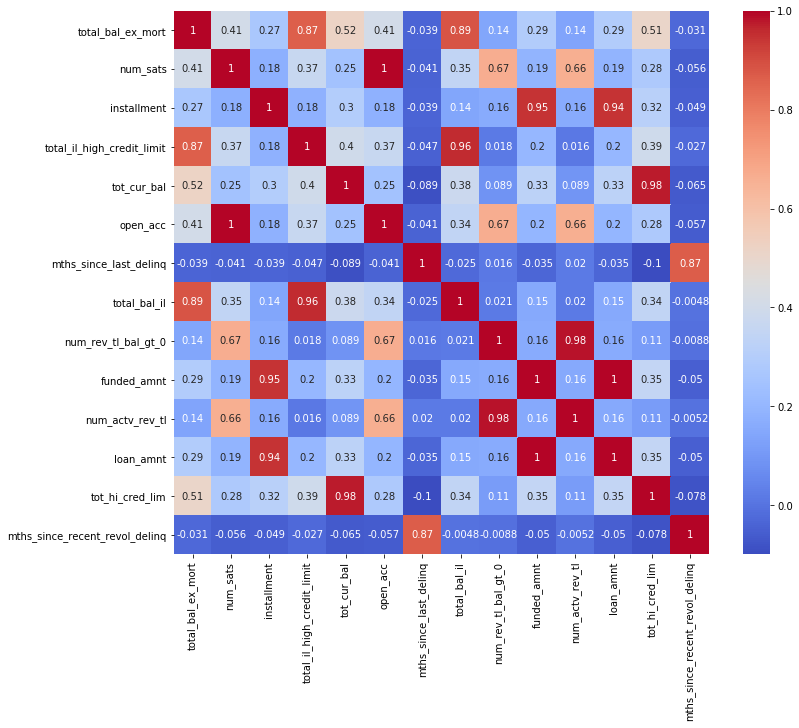 total_bal_ex_mort 1 0.41 0.27 0.87 0.52 0.41 -0.039 0.89 0.14 0.29 0.14 0.29 0.51 -0.031
num_sats 0.41 1 0.18 0.37 0.25 1 -0.041 0.35 0.67 0.19 0.66 0.19 0.28 -0.056
installment 0.27 0.18 1 0.18 0.3 0.18 -0.039 0.14 0.16 0.95 0.16 0.94 0.32 -0.049
total_il_high_credit_limit 0.87 0.37 0.18 1 0.4 0.37 -0.047 0.96 0.018 0.2 0.016 0.2 0.39 -0.027
tot_cur_bal 0.52 0.25 0.3 0.4 1 0.25 -0.089 0.38 0.089 0.33 0.089 0.33 0.98 -0.065
open_acc 0.41 1 0.18 0.37 0.25 1 -0.041 0.34 0.67 0.2 0.66 0.2 0.28 -0.057
mths_since_last_delinq -0.039 -0.041 -0.039 -0.047 -0.089 -0.041 1 -0.025 0.016 -0.035 0.02 -0.035 -0.1 0.87
total_bal_il 0.89 0.35 0.14 0.96 0.38 0.34 -0.025 1 0.021 0.15 0.02 0.15 0.34 -0.0048
num_rev_tl_bal_gt_0 0.14 0.67 0.16 0.018 0.089 0.67 0.016 0.021 1 0.16 0.98 0.16 0.11 -0.0088
funded_amnt 0.29 0.19 0.95 0.2 0.33 0.2 -0.035 0.15 0.16 1 0.16 1 0.35 -0.05
num_actv_rev_tl 0.14 0.66 0.16 0.016 0.089 0.66 0.02 0.02 0.98 0.16 1 0.16 0.11 -0.0052
loan_amnt 0.29 0.19 0.94 0.2 0.33 0.2 -0.035 0.15 0.16 1 0.16 1 0.35 -0.05
tot_hi_cred_lim 0.51 0.28 0.32 0.39 0.98 0.28 -0.1 0.34 0.11 0.35 0.11 0.35 1 -0.078
mths_since_recent_revol_delinq -0.031 -0.056 -0.049 -0.027 -0.065 -0.057 0.87 -0.0048 -0.0088 -0.05 -0.0052 -0.05 -0.078 1
total_bal_ex_mort
num_sats
installment
total_il_high_credit_limit
tot_cur_bal
open_acc
mths_since_last_delinq
total_bal_il
num_rev_tl_bal_gt_0
funded_amnt
num_actv_rev_tl
loan_amnt
tot_hi_cred_lim
mths_since_recent_revol_delinq
1.0
0.8
0.6
0.4
0.2
0.0